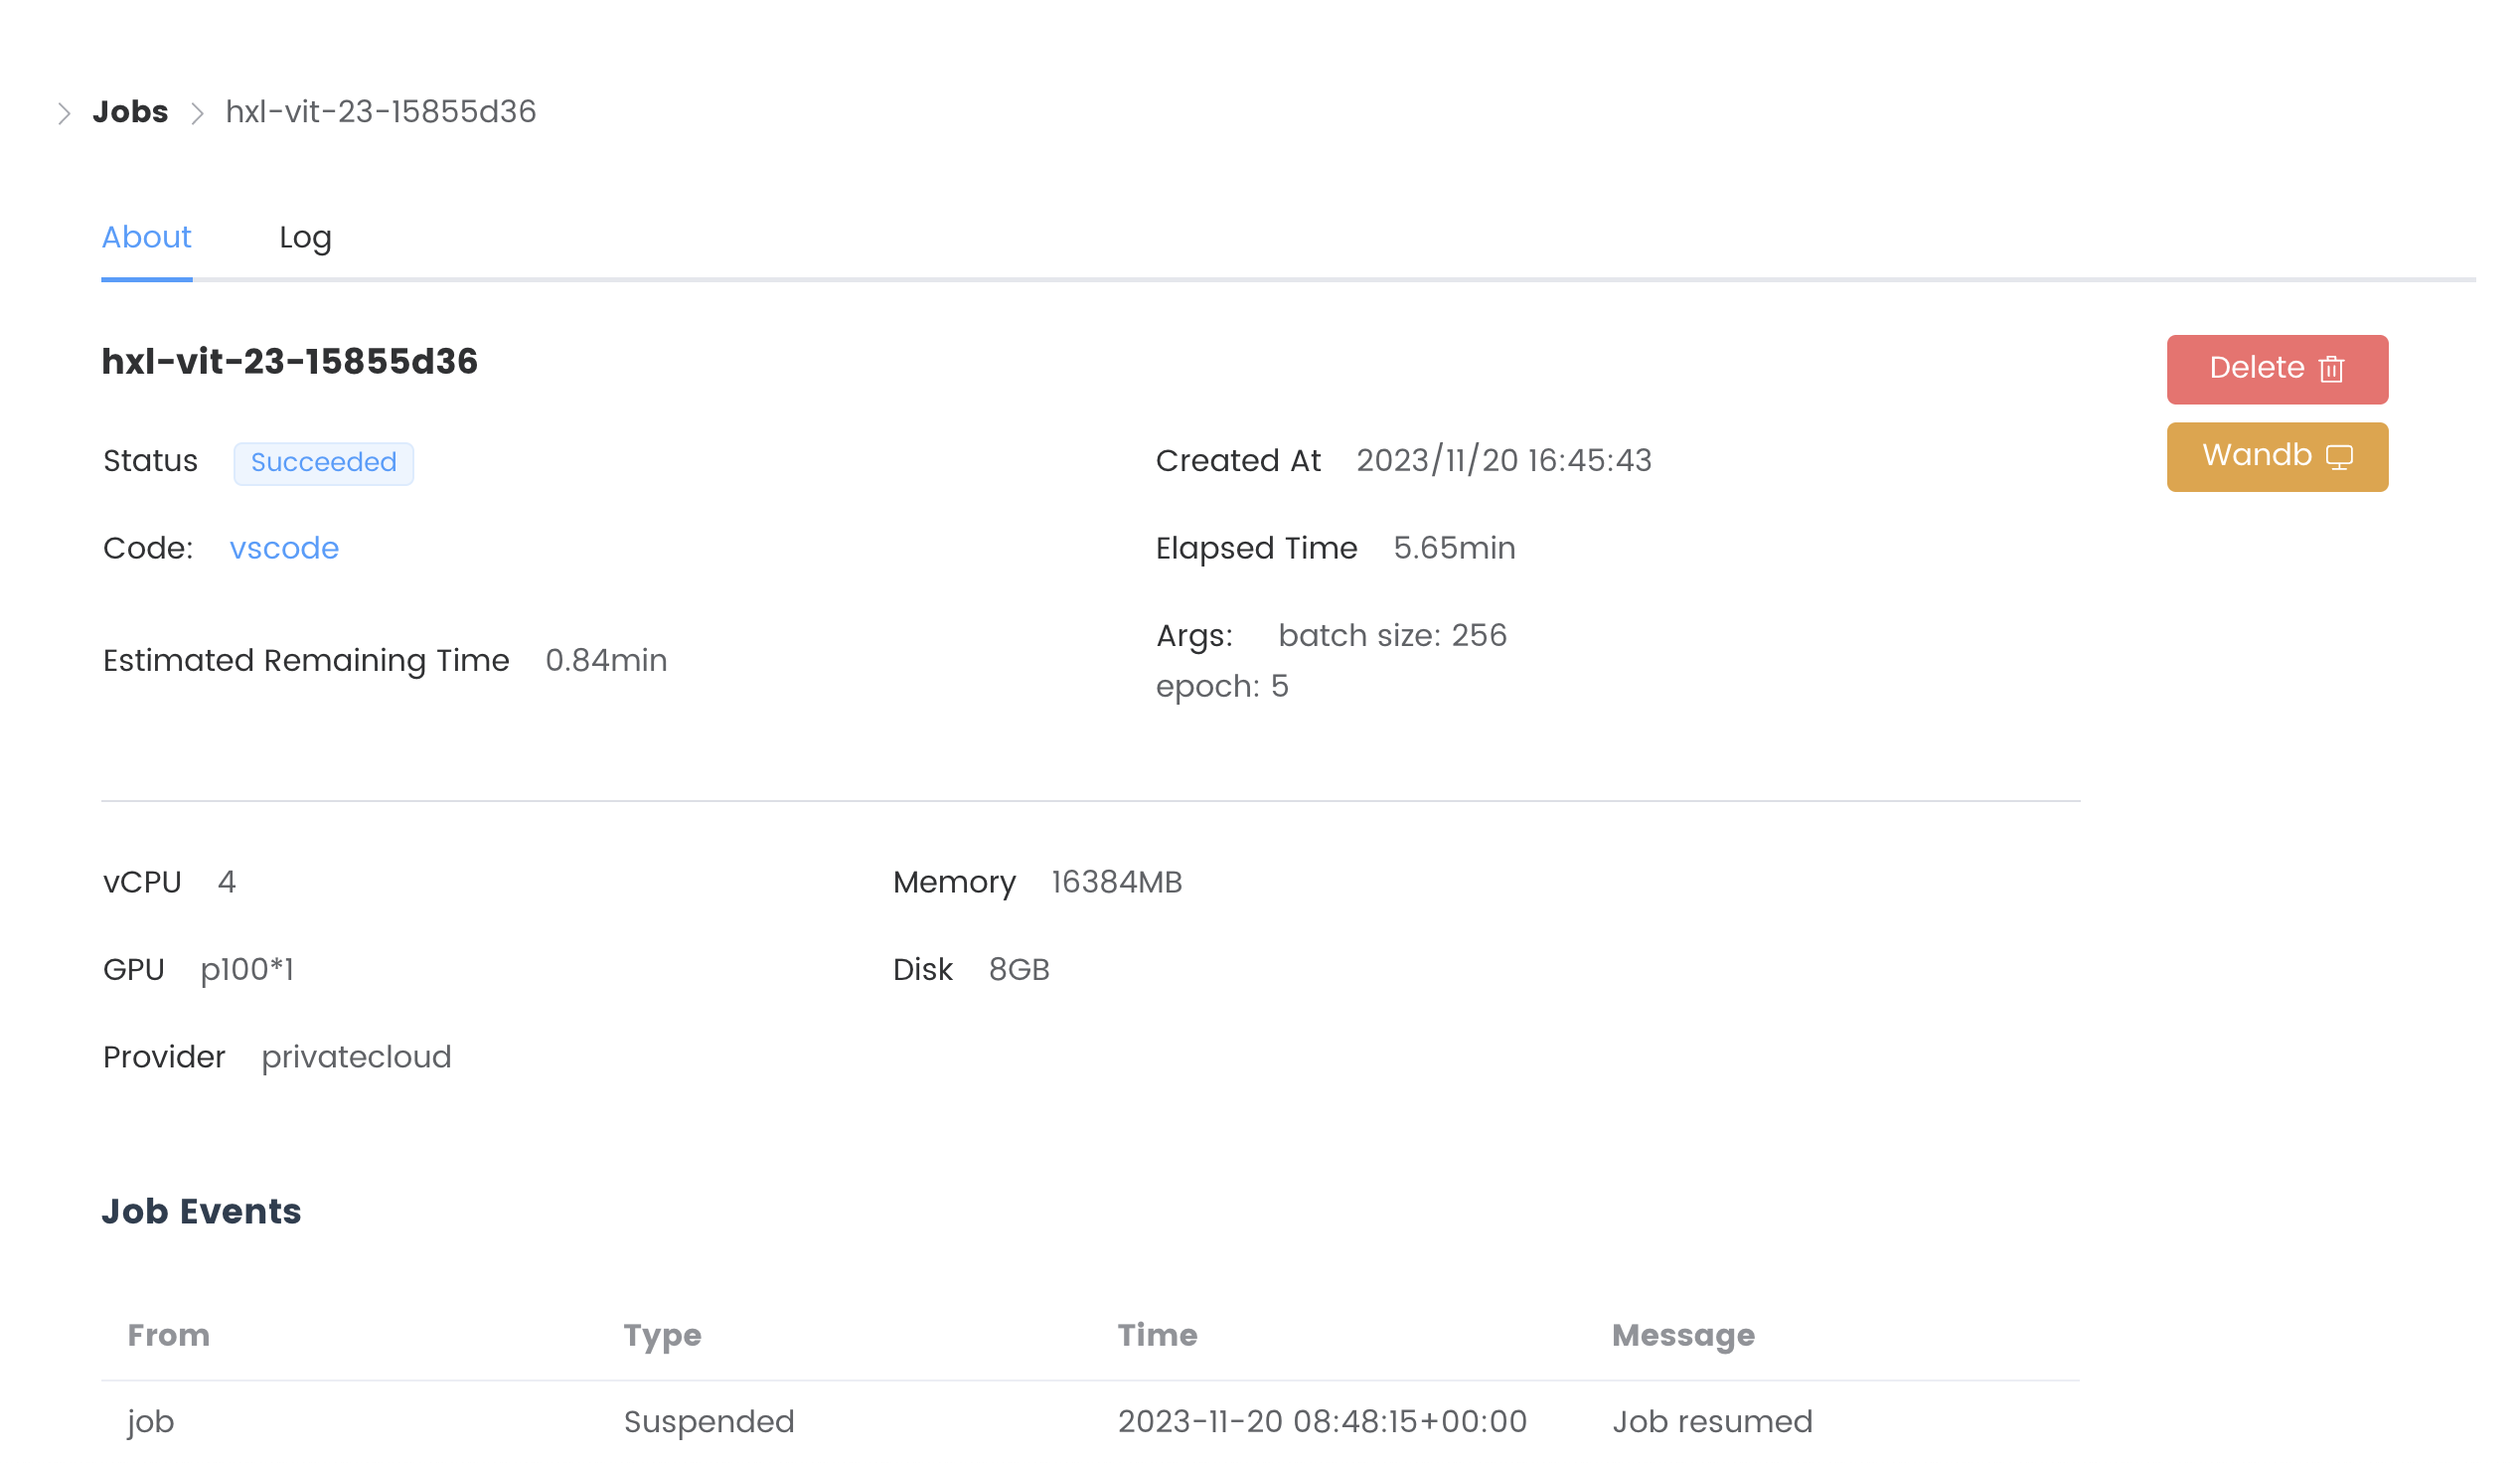 Jobs hxl-vit-23-15855d36
About Log
hxl-vit-23-15855d36
Delete
Status Succeeded Created At 2023/11/20 16:45:43
Wandb
Code: vscode Elapsed Time 5.65min
Estimated Remaining Time 0.84min
Args: batch size: 256
epoch: 5
vCPU 4 Memory 16384MB
GPU p100*1 Disk 8GB
Provider privatecloud
Job Events
From Type Time Message
job Suspended 2023-11-20 08:48:15+00:00 Job resumed